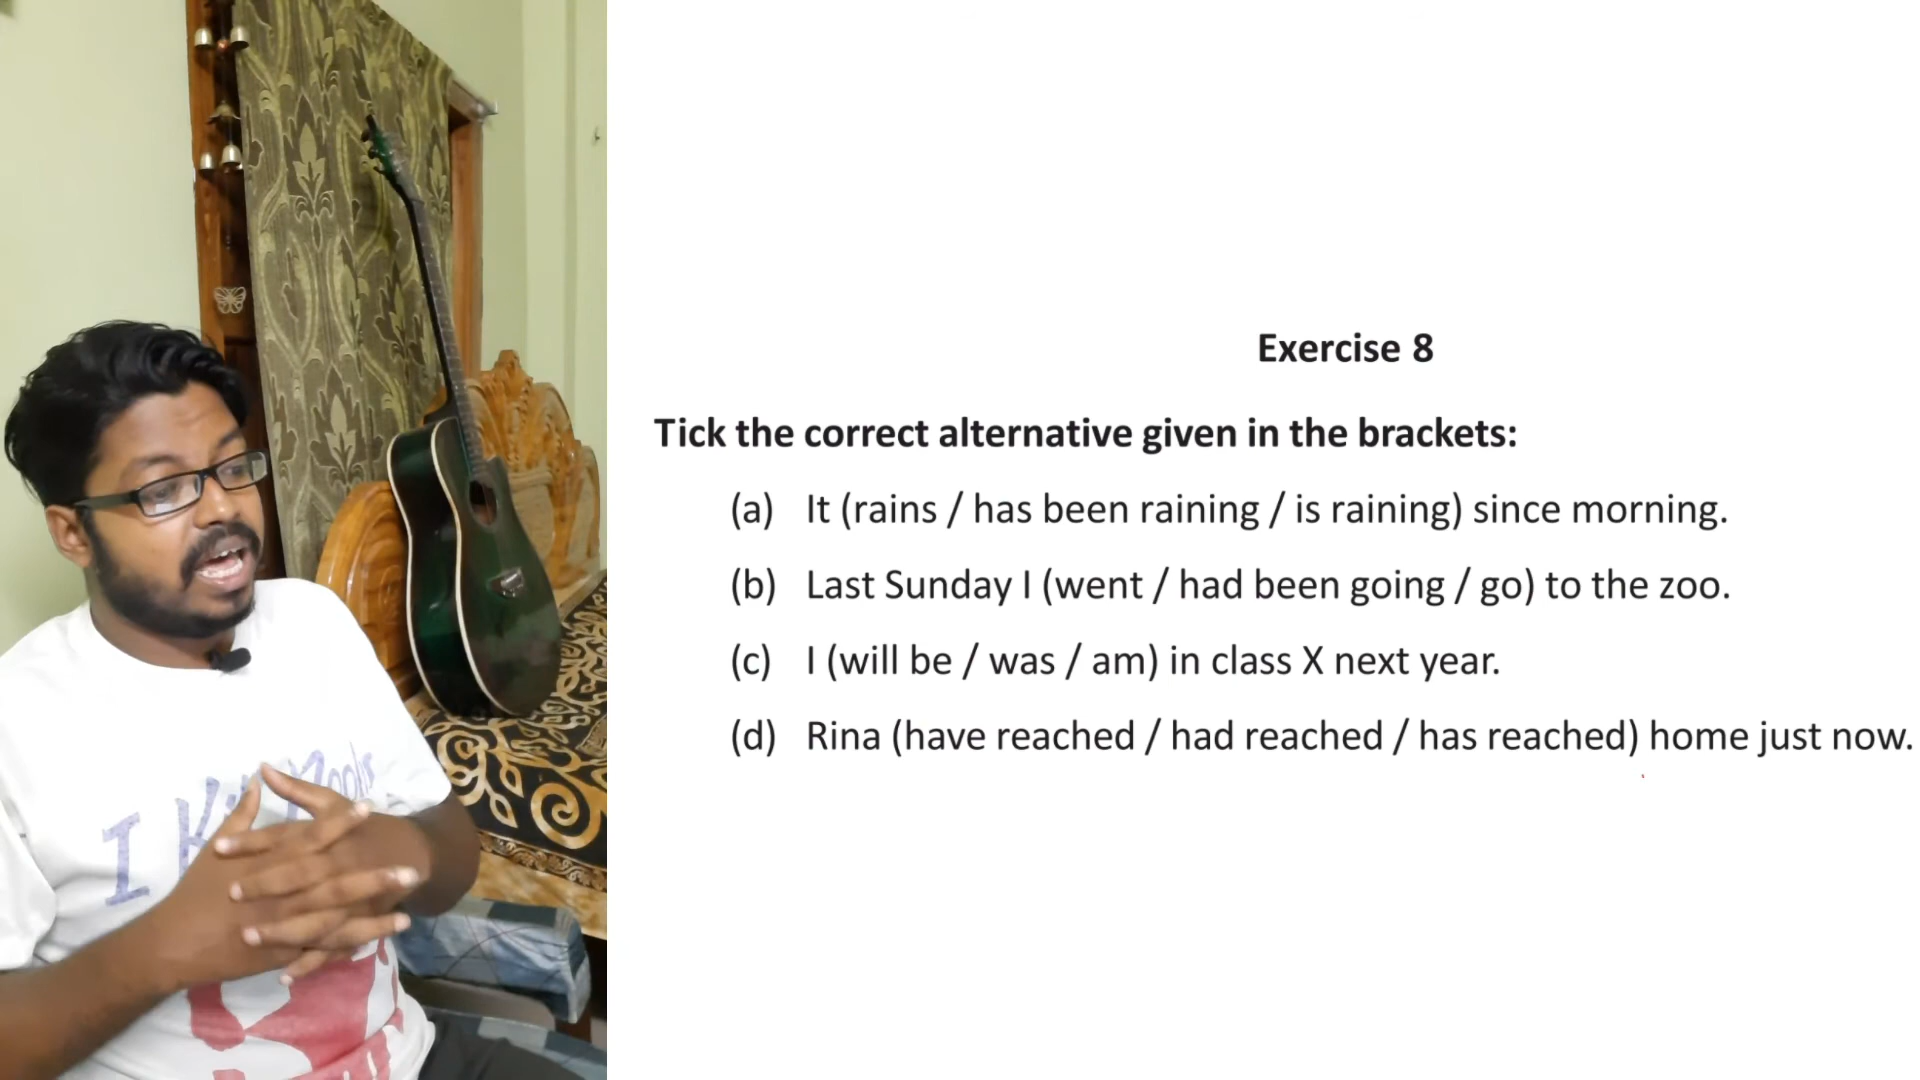 Exercise 8
Tick the correct alternative given in the brackets:
(a) It (rains / has been raining / is raining) since morning.
(b) Last Sunday I (went / had been going / go) to the zoo.
(c) I (will be / was / am) in class X next year.
(d) Rina (have reached / had reached / has reached) home just now.
I